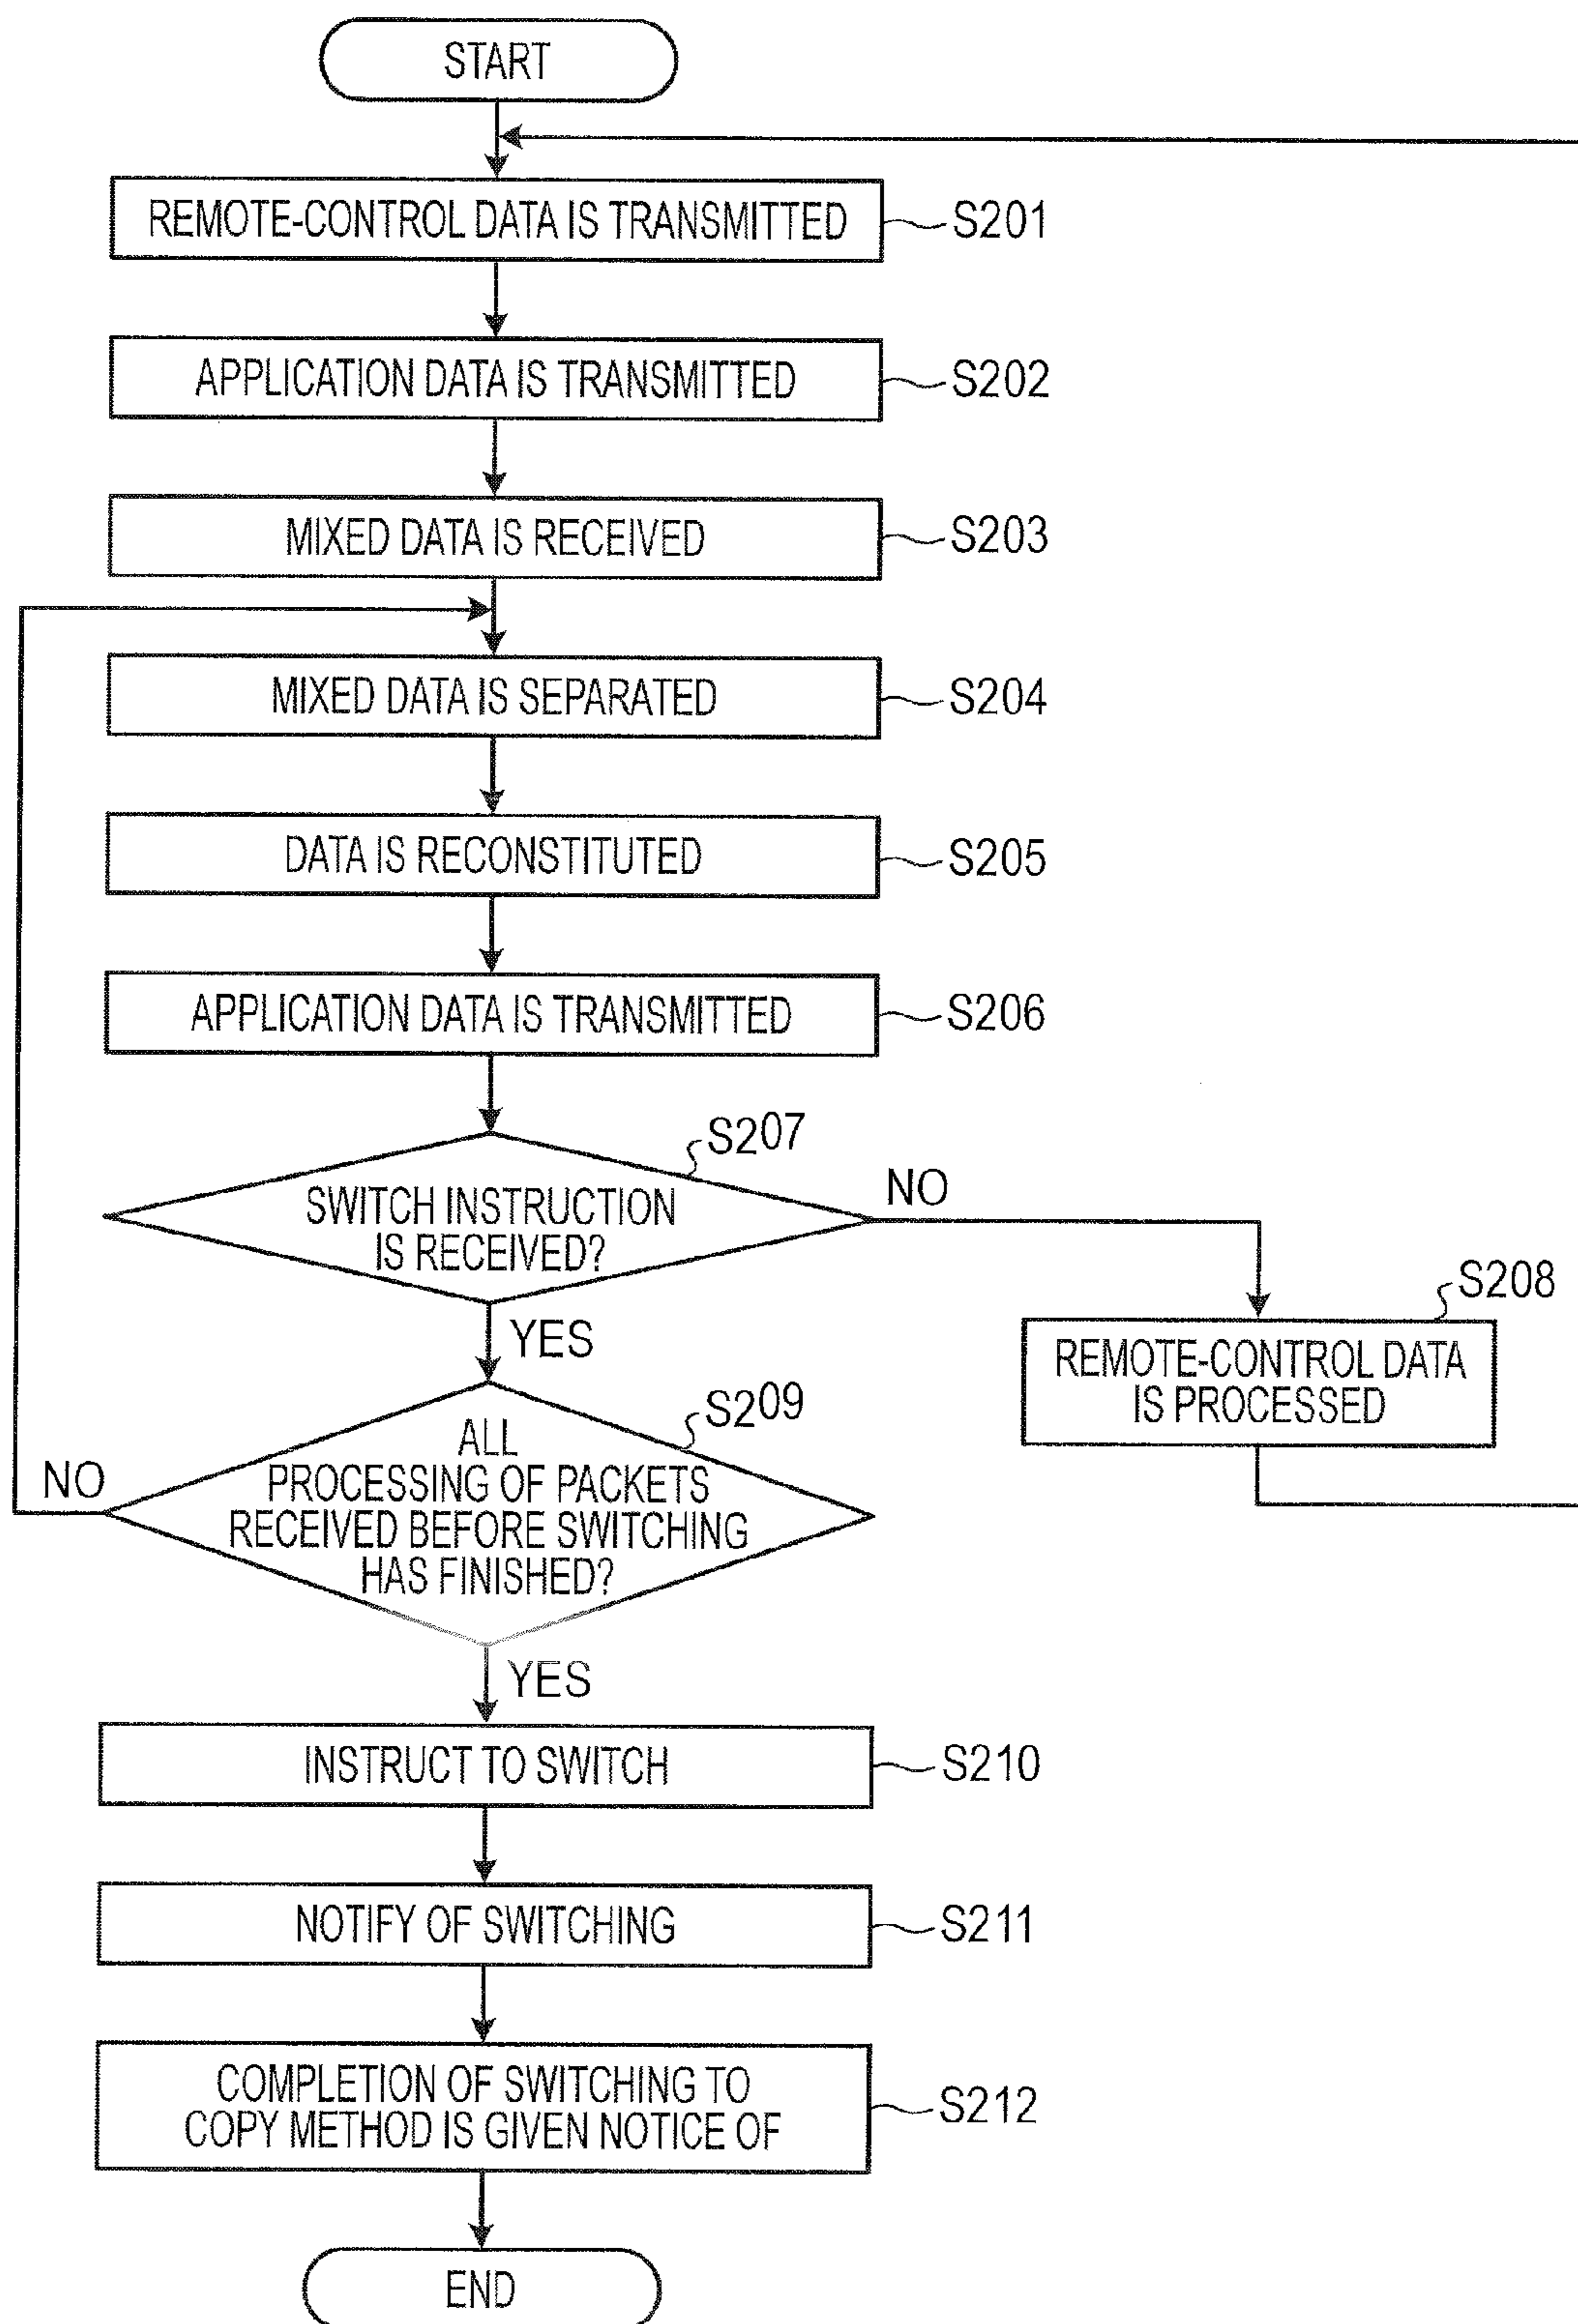 START
REMOTE-CONTROL DATA IS TRANSMITTED
S201
APPLICATION DATA IS TRANSMITTED
S202
MIXED DATA IS RECEIVED
S203
MIXED DATA IS SEPARATED
S204
DATA IS RECONSTITUTED
S205
APPLICATION DATA IS TRANSMITTED
S206
S207
SWITCH INSTRUCTION
IS RECEIVED?
NO
YES
S208
REMOTE-CONTROL DATA
IS PROCESSED
S209
ALL
PROCESSING OF PACKETS
RECEIVED BEFORE SWITCHING
HAS FINISHED?
NO
YES
INSTRUCT TO SWITCH
S210
NOTIFY OF SWITCHING
S211
COMPLETION OF SWITCHING TO
COPY METHOD IS GIVEN NOTICE OF
S212
END